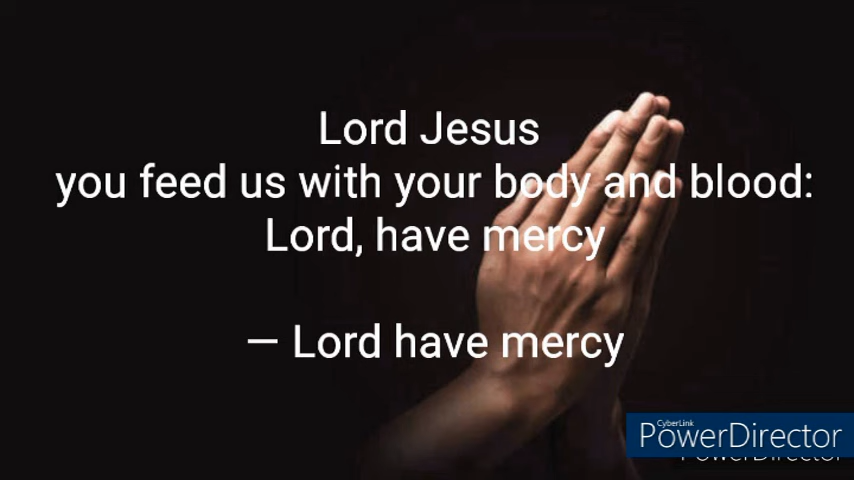 Lord Jesus
you feed us with your body and blood:
Lord, have mercy
— Lord have mercy
CyberLink
PowerDirector
PowerDirector